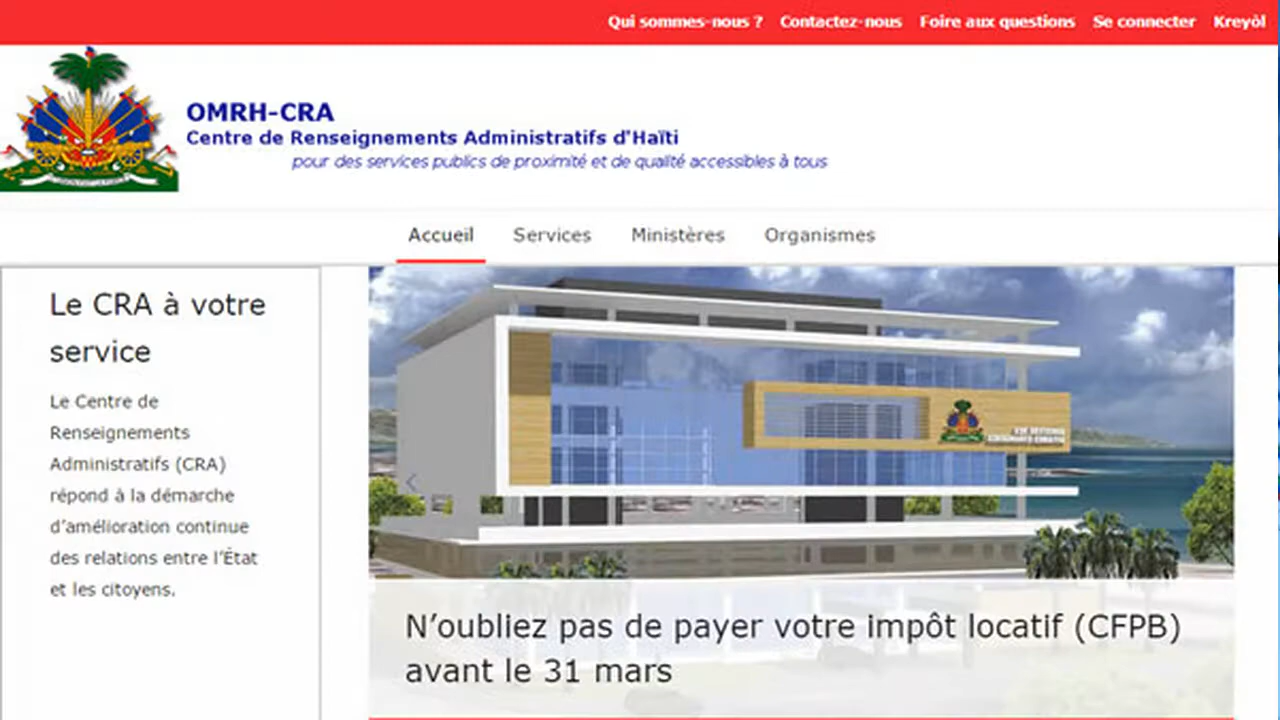 Qui sommes-nous ? Contactez-nous Foire aux questions Se connecter Kreyòl
OMRH-CRA
Centre de Renseignements Administratifs d'Haïti
pour des services publics de proximité et de qualité accessibles à tous
Accueil Services Ministères Organismes
Le CRA à votre
service
Le Centre de
Renseignements
Administratifs (CRA)
répond à la démarche
d’amélioration continue
des relations entre l’État
et les citoyens.
N’oubliez pas de payer votre impôt locatif (CFPB)
avant le 31 mars